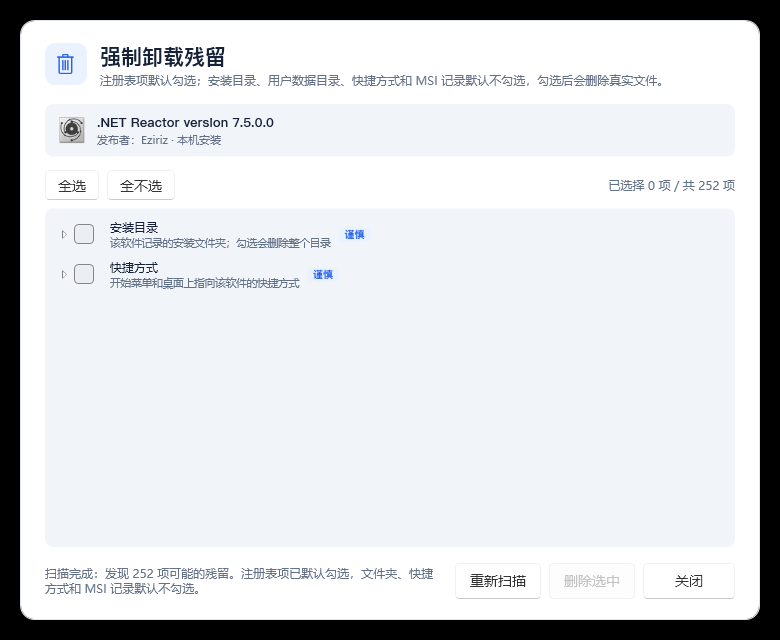 强制卸载残留
注册表项默认勾选；安装目录、用户数据目录、快捷方式和 MSI 记录默认不勾选，勾选后会删除真实文件。
.NET Reactor version 7.5.0.0
发布者：Eziriz · 本机安装
全选
全不选
已选择 0 项 / 共 252 项
安装目录
该软件记录的安装文件夹；勾选会删除整个目录
谨慎
快捷方式
开始菜单和桌面上指向该软件的快捷方式
谨慎
扫描完成：发现 252 项可能的残留。注册表项已默认勾选，文件夹、快捷
方式和 MSI 记录默认不勾选。
重新扫描
删除选中
关闭